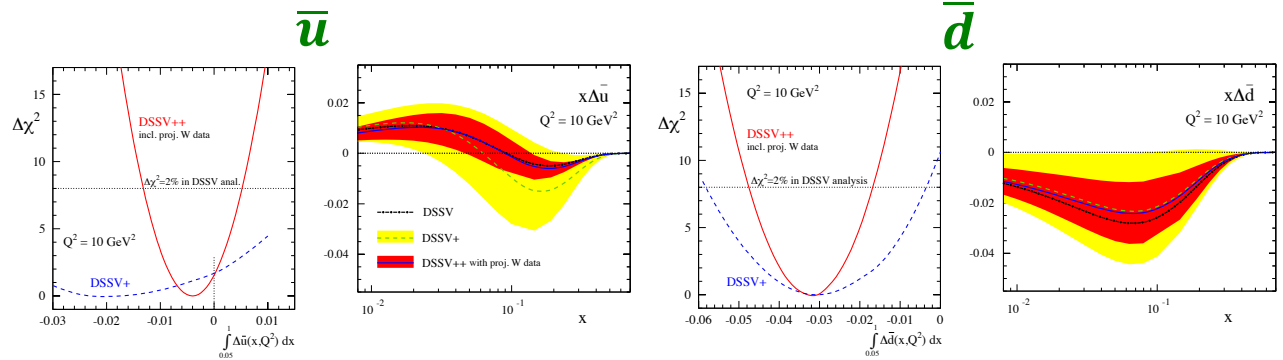 u̅
d̅
15
10
5
0
Δχ²
DSSV++
incl. proj. W data
Δχ²=2% in DSSV anal.
Q² = 10 GeV²
DSSV+
-0.03 -0.02 -0.01 0 0.01
∫ Δu̅(x,Q²) dx
1
0.05
0.02
0
-0.02
-0.04
xΔu̅
Q² = 10 GeV²
DSSV
DSSV+
DSSV++ with proj. W data
10⁻² 10⁻¹
x
15
10
5
0
Δχ²
Q² = 10 GeV²
DSSV++
incl. proj. W data
Δχ²=2% in DSSV analysis
DSSV+
-0.06 -0.05 -0.04 -0.03 -0.02 -0.01 0
∫ Δd̅(x,Q²) dx
1
0.05
0.02
0
-0.02
-0.04
xΔd̅
Q² = 10 GeV²
10⁻² 10⁻¹
x